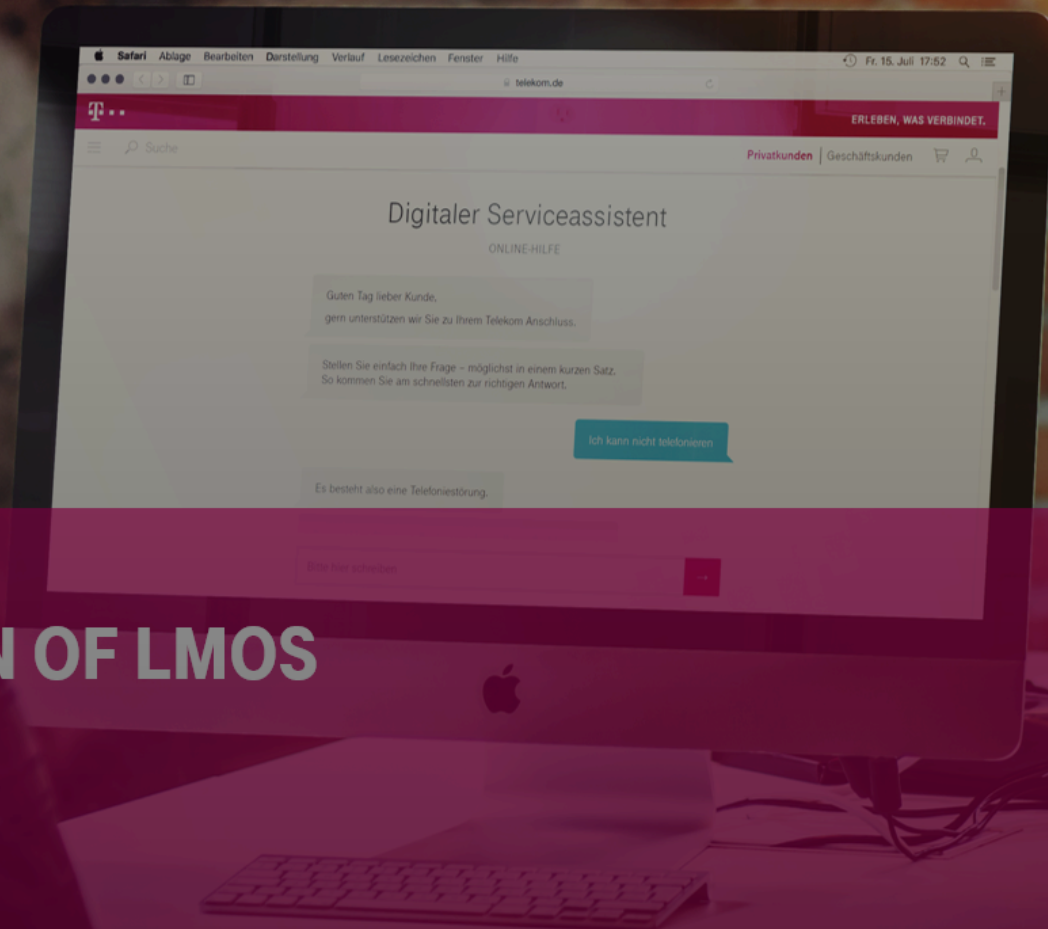 Safari Ablage Bearbeiten Darstellung Verlauf Lesezeichen Fenster Hilfe
Fr. 15. Juli 17:52
telekom.de
T
ERLEBEN, WAS VERBINDET.
Suche
Privatkunden | Geschäftskunden
Digitaler Serviceassistent
ONLINE-HILFE
Guten Tag lieber Kunde,
gern unterstützen wir Sie zu Ihrem Telekom Anschluss.
Stellen Sie einfach Ihre Frage – möglichst in einem kurzen Satz.
So kommen Sie am schnellsten zur richtigen Antwort.
Ich kann nicht telefonieren
Es besteht also eine Telefoniestörung.
Bitte hier schreiben
N OF LMOS